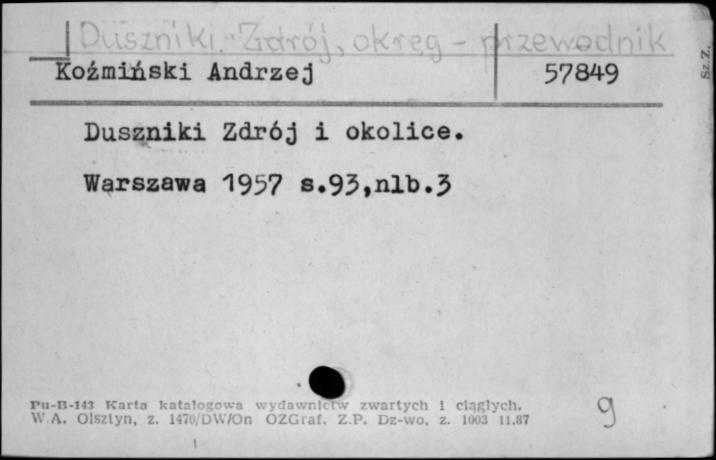 Duszniki-Zdrój, okręg - przewodnik
Koźmiński Andrzej 57849
Sz.Z.
Duszniki Zdrój i okolice.
Warszawa 1957 s.93,nlb.3
Pu-B-143 Karta katalogowa wydawnictw zwartych i ciągłych.
W.A. Olsztyn, z. 1470/DW/On OZGraf. Z.P. Dz-wo, z. 1003 11.87
9